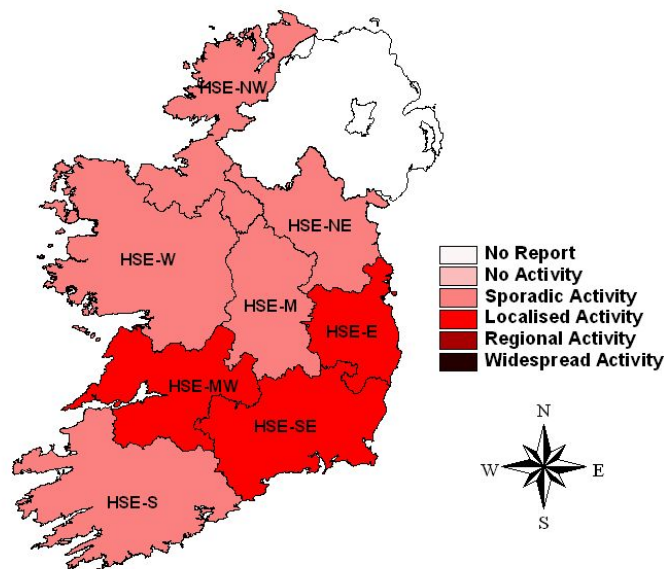 HSE-NW
HSE-NE
HSE-W
HSE-M
HSE-E
HSE-MW
HSE-SE
HSE-S
No Report
No Activity
Sporadic Activity
Localised Activity
Regional Activity
Widespread Activity
N
W E
S